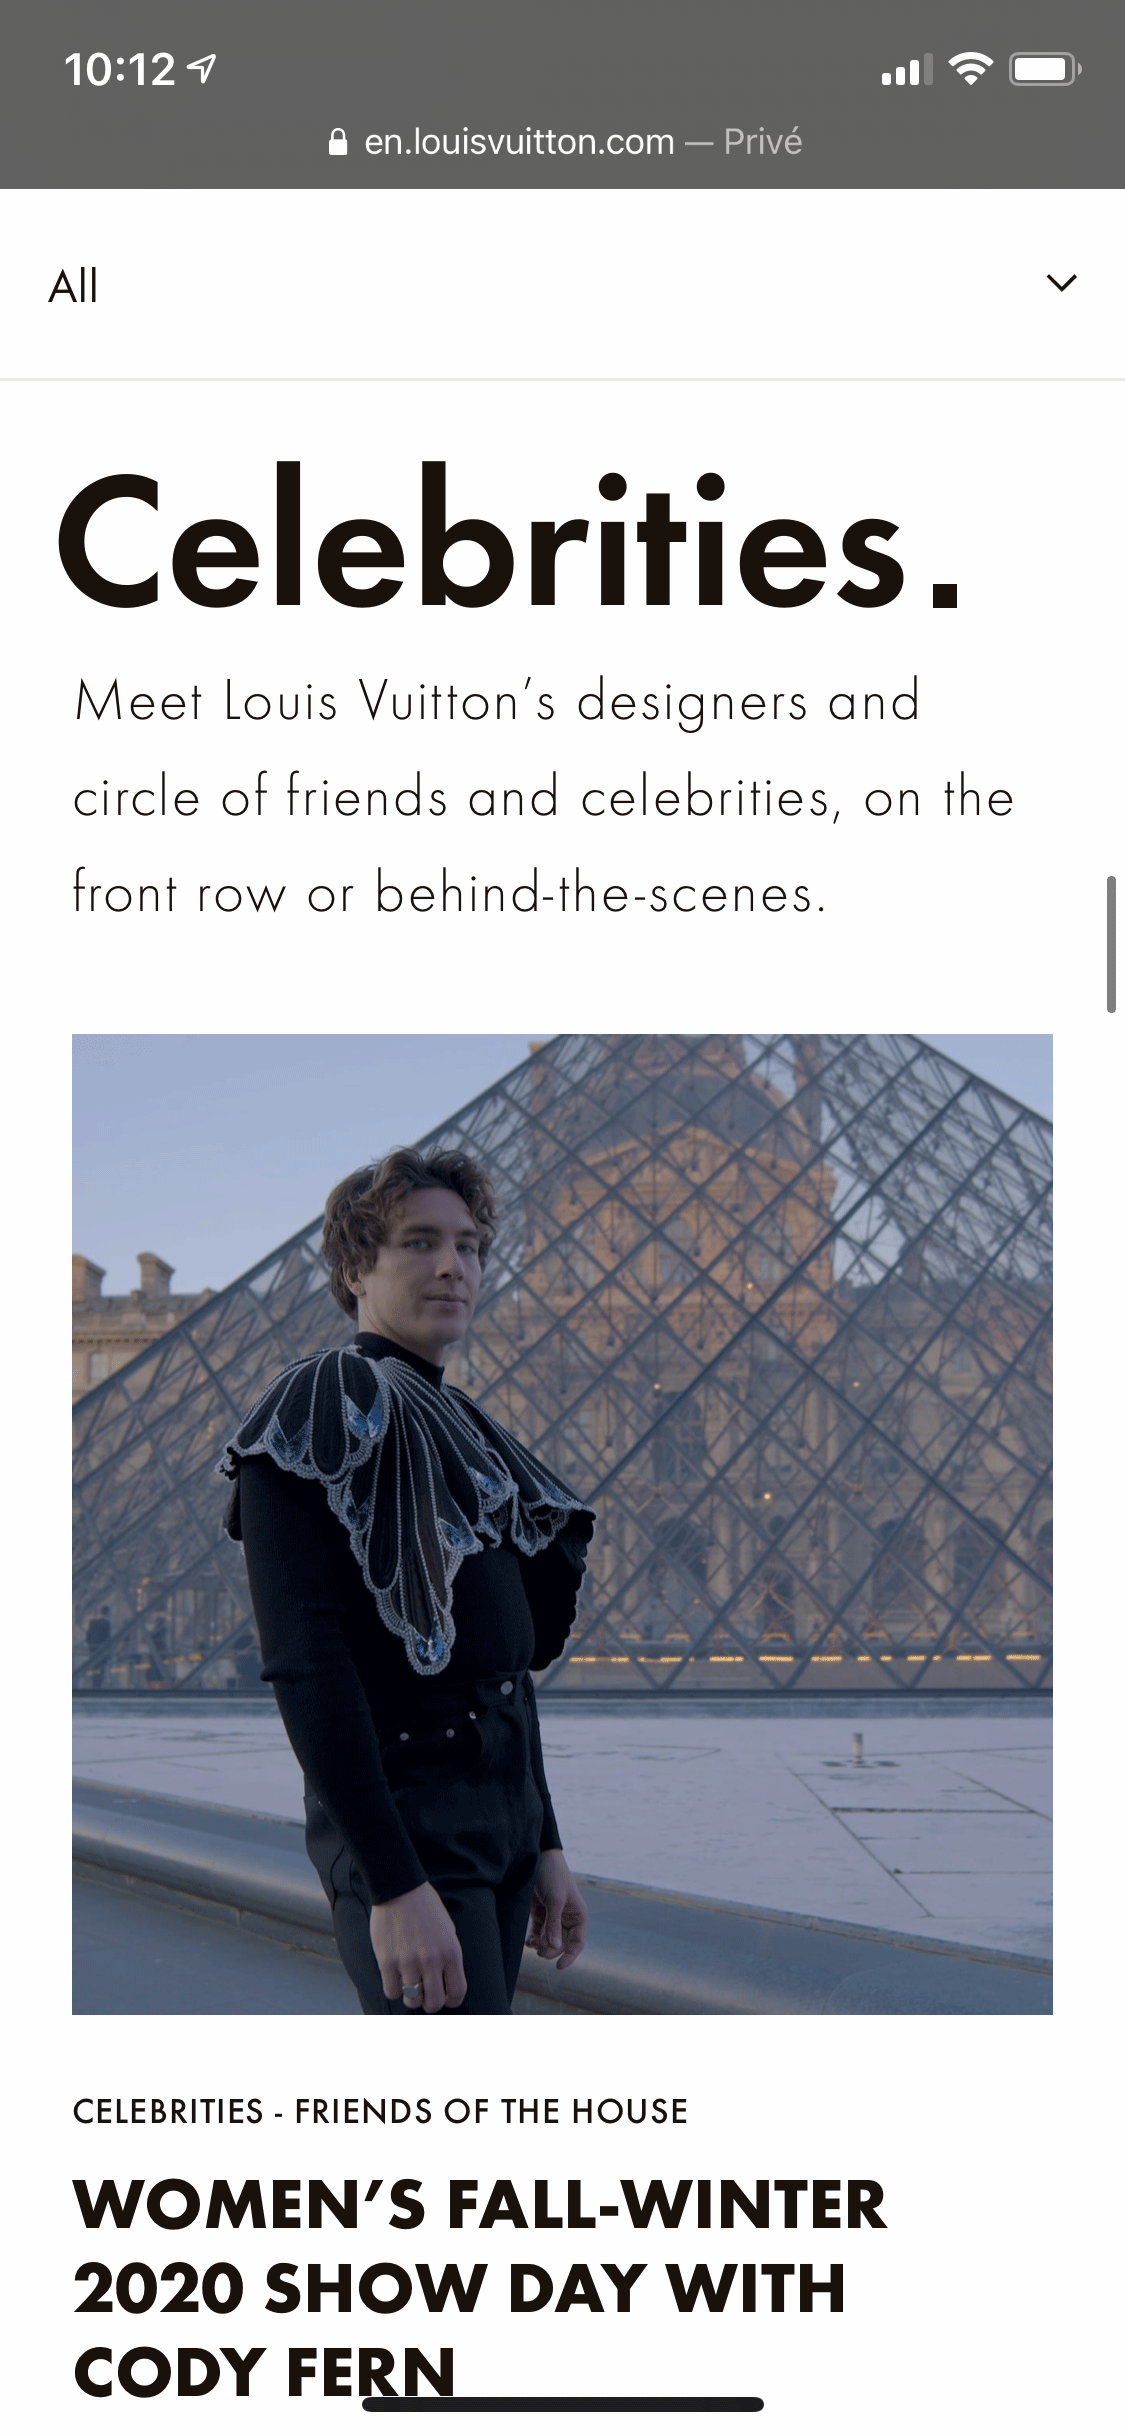 10:12
en.louisvuitton.com — Privé
All
Celebrities.
Meet Louis Vuitton’s designers and
circle of friends and celebrities, on the
front row or behind-the-scenes.
CELEBRITIES - FRIENDS OF THE HOUSE
WOMEN’S FALL-WINTER
2020 SHOW DAY WITH
CODY FERN